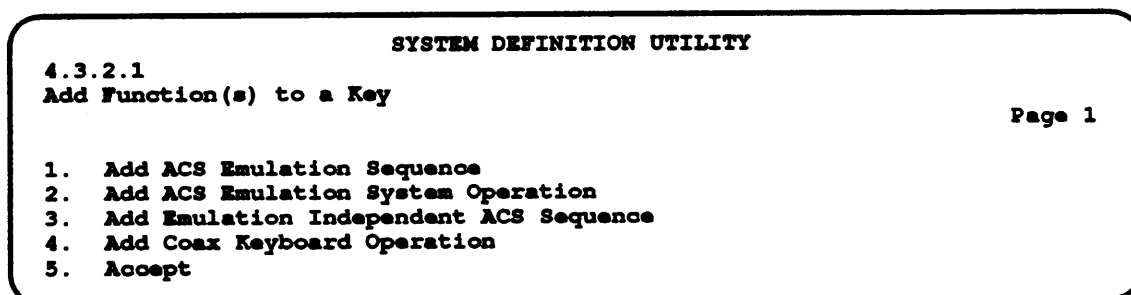 SYSTEM DEFINITION UTILITY
4.3.2.1
Add Function(s) to a Key
Page 1
1. Add ACS Emulation Sequence
2. Add ACS Emulation System Operation
3. Add Emulation Independent ACS Sequence
4. Add Coax Keyboard Operation
5. Accept